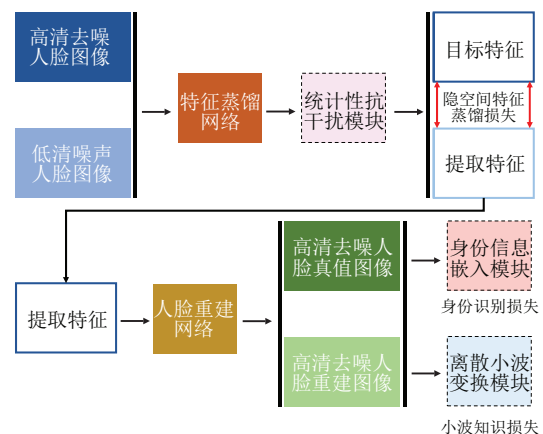 高清去噪
人脸图像
低清噪声
人脸图像
特征蒸馏
网络
统计性抗
干扰模块
目标特征
隐空间特征
蒸馏损失
提取特征
提取特征
人脸重建
网络
高清去噪人
脸真值图像
高清去噪人
脸重建图像
身份信息
嵌入模块
身份识别损失
离散小波
变换模块
小波知识损失